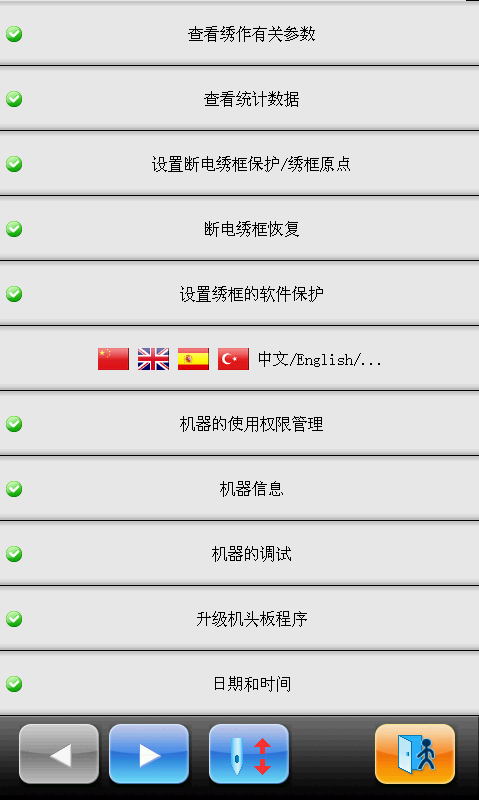 查看绣作有关参数
查看统计数据
设置断电绣框保护/绣框原点
断电绣框恢复
设置绣框的软件保护
中文/English/...
机器的使用权限管理
机器信息
机器的调试
升级机头板程序
日期和时间